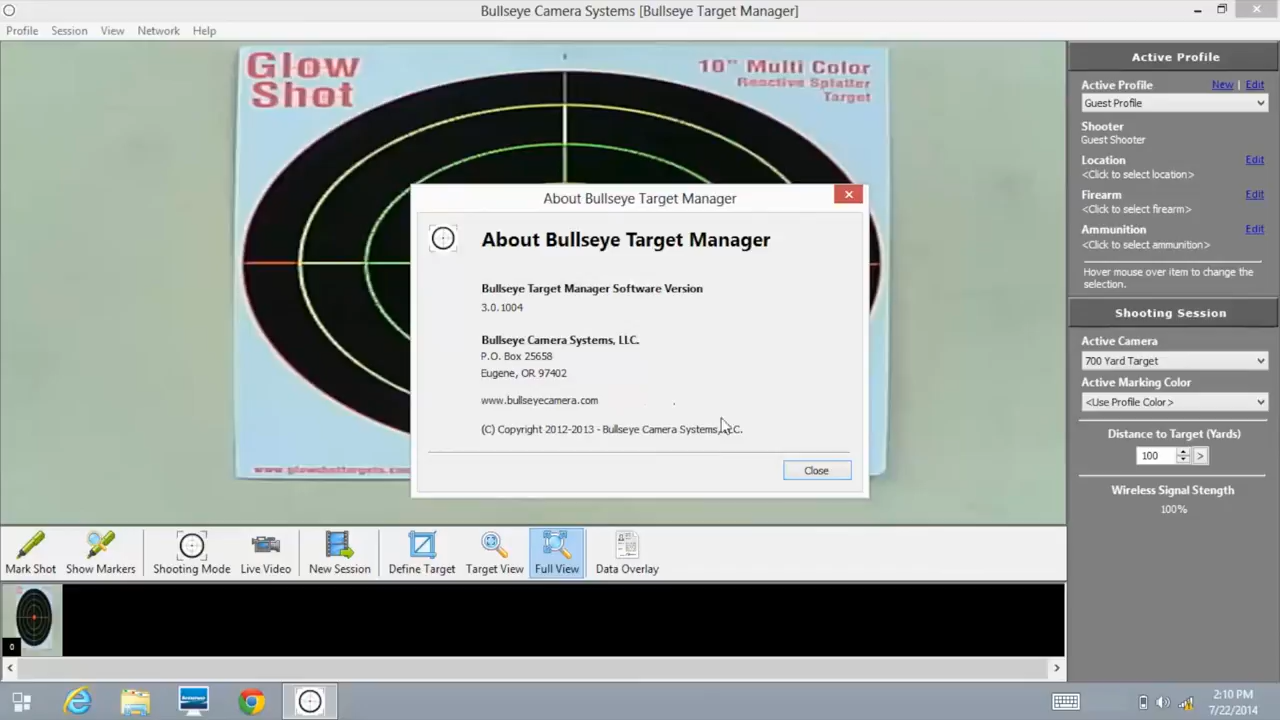 Bullseye Camera Systems [Bullseye Target Manager]
Profile Session View Network Help
Glow
Shot
10" Multi Color
Reactive Splatter
Target
Active Profile
Active Profile New | Edit
Guest Profile
Shooter
Guest Shooter
Location Edit
<Click to select location>
Firearm Edit
<Click to select firearm>
Ammunition Edit
<Click to select ammunition>
Hover mouse over item to change the
selection.
Shooting Session
Active Camera
700 Yard Target
Active Marking Color
<Use Profile Color>
Distance to Target (Yards)
100 >
Wireless Signal Stength
100%
About Bullseye Target Manager
About Bullseye Target Manager
Bullseye Target Manager Software Version
3.0.1004
Bullseye Camera Systems, LLC.
P.O. Box 25658
Eugene, OR 97402
www.bullseyecamera.com
(C) Copyright 2012-2013 - Bullseye Camera Systems, LLC.
Close
Mark Shot Show Markers Shooting Mode Live Video New Session Define Target Target View Full View Data Overlay
0
2:10 PM
7/22/2014